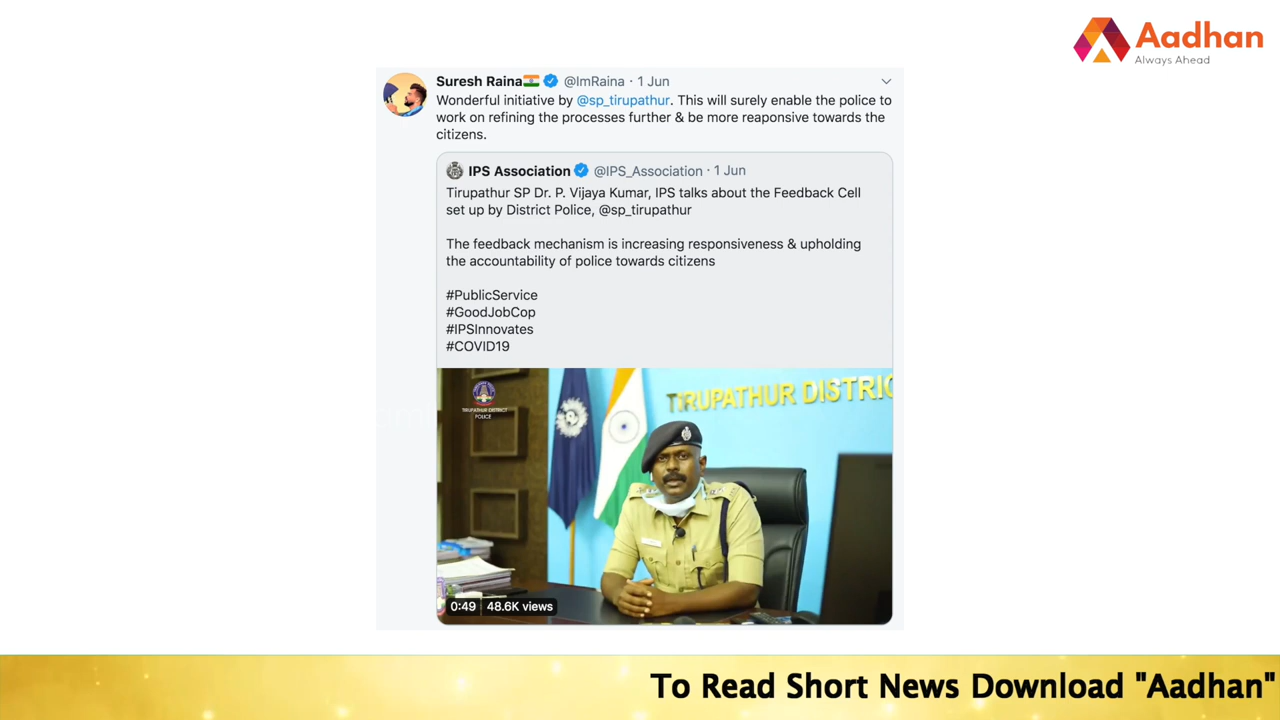 Aadhan
Always Ahead
Suresh Raina🇮🇳 @ImRaina · 1 Jun
Wonderful initiative by @sp_tirupathur. This will surely enable the police to
work on refining the processes further & be more reaponsive towards the
citizens.
IPS Association @IPS_Association · 1 Jun
Tirupathur SP Dr. P. Vijaya Kumar, IPS talks about the Feedback Cell
set up by District Police, @sp_tirupathur
The feedback mechanism is increasing responsiveness & upholding
the accountability of police towards citizens
#PublicService
#GoodJobCop
#IPSInnovates
#COVID19
TIRUPATHUR DISTRIC
TIRUPATHUR DISTRICT
POLICE
0:49 48.6K views
To Read Short News Download "Aadhan"